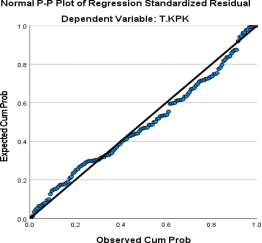 Normal P-P Plot of Regression Standardized Residual
Dependent Variable: T.KPK
Expected Cum Prob
1.0
0.8
0.6
0.4
0.2
0.0
0.0 0.2 0.4 0.6 0.8 1.0
Observed Cum Prob